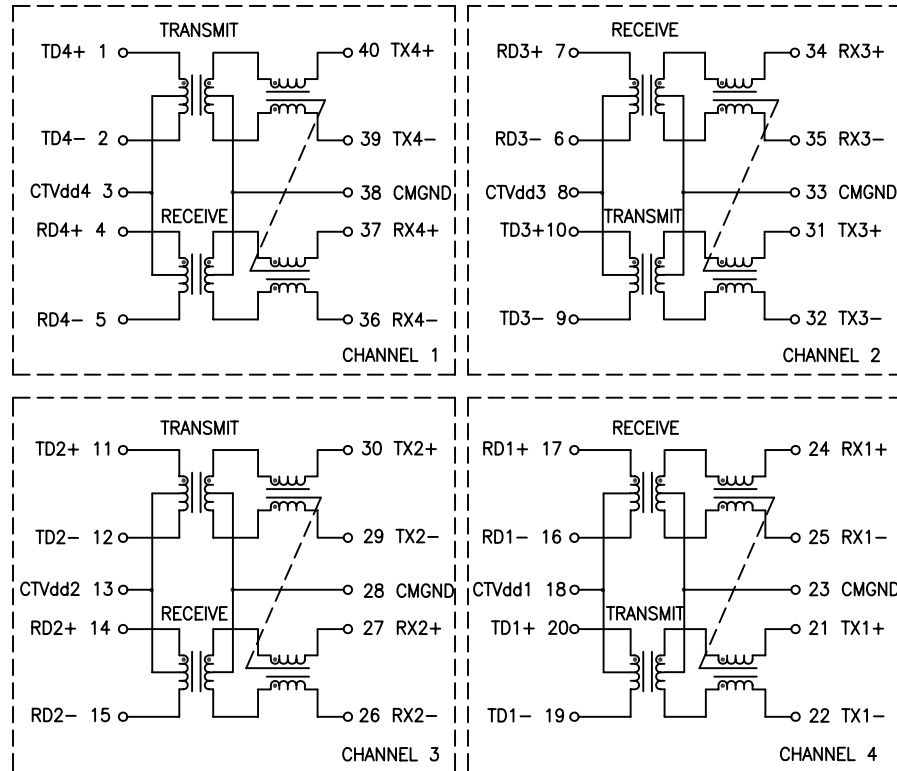 TRANSMIT
TD4+ 1
40 TX4+
TD4- 2
39 TX4-
CTVdd4 3
38 CMGND
RECEIVE
RD4+ 4
37 RX4+
RD4- 5
36 RX4-
CHANNEL 1
RECEIVE
RD3+ 7
34 RX3+
RD3- 6
35 RX3-
CTVdd3 8
33 CMGND
TRANSMIT
TD3+ 10
31 TX3+
TD3- 9
32 TX3-
CHANNEL 2
TRANSMIT
TD2+ 11
30 TX2+
TD2- 12
29 TX2-
CTVdd2 13
28 CMGND
RECEIVE
RD2+ 14
27 RX2+
RD2- 15
26 RX2-
CHANNEL 3
RECEIVE
RD1+ 17
24 RX1+
RD1- 16
25 RX1-
CTVdd1 18
23 CMGND
TRANSMIT
TD1+ 20
21 TX1+
TD1- 19
22 TX1-
CHANNEL 4